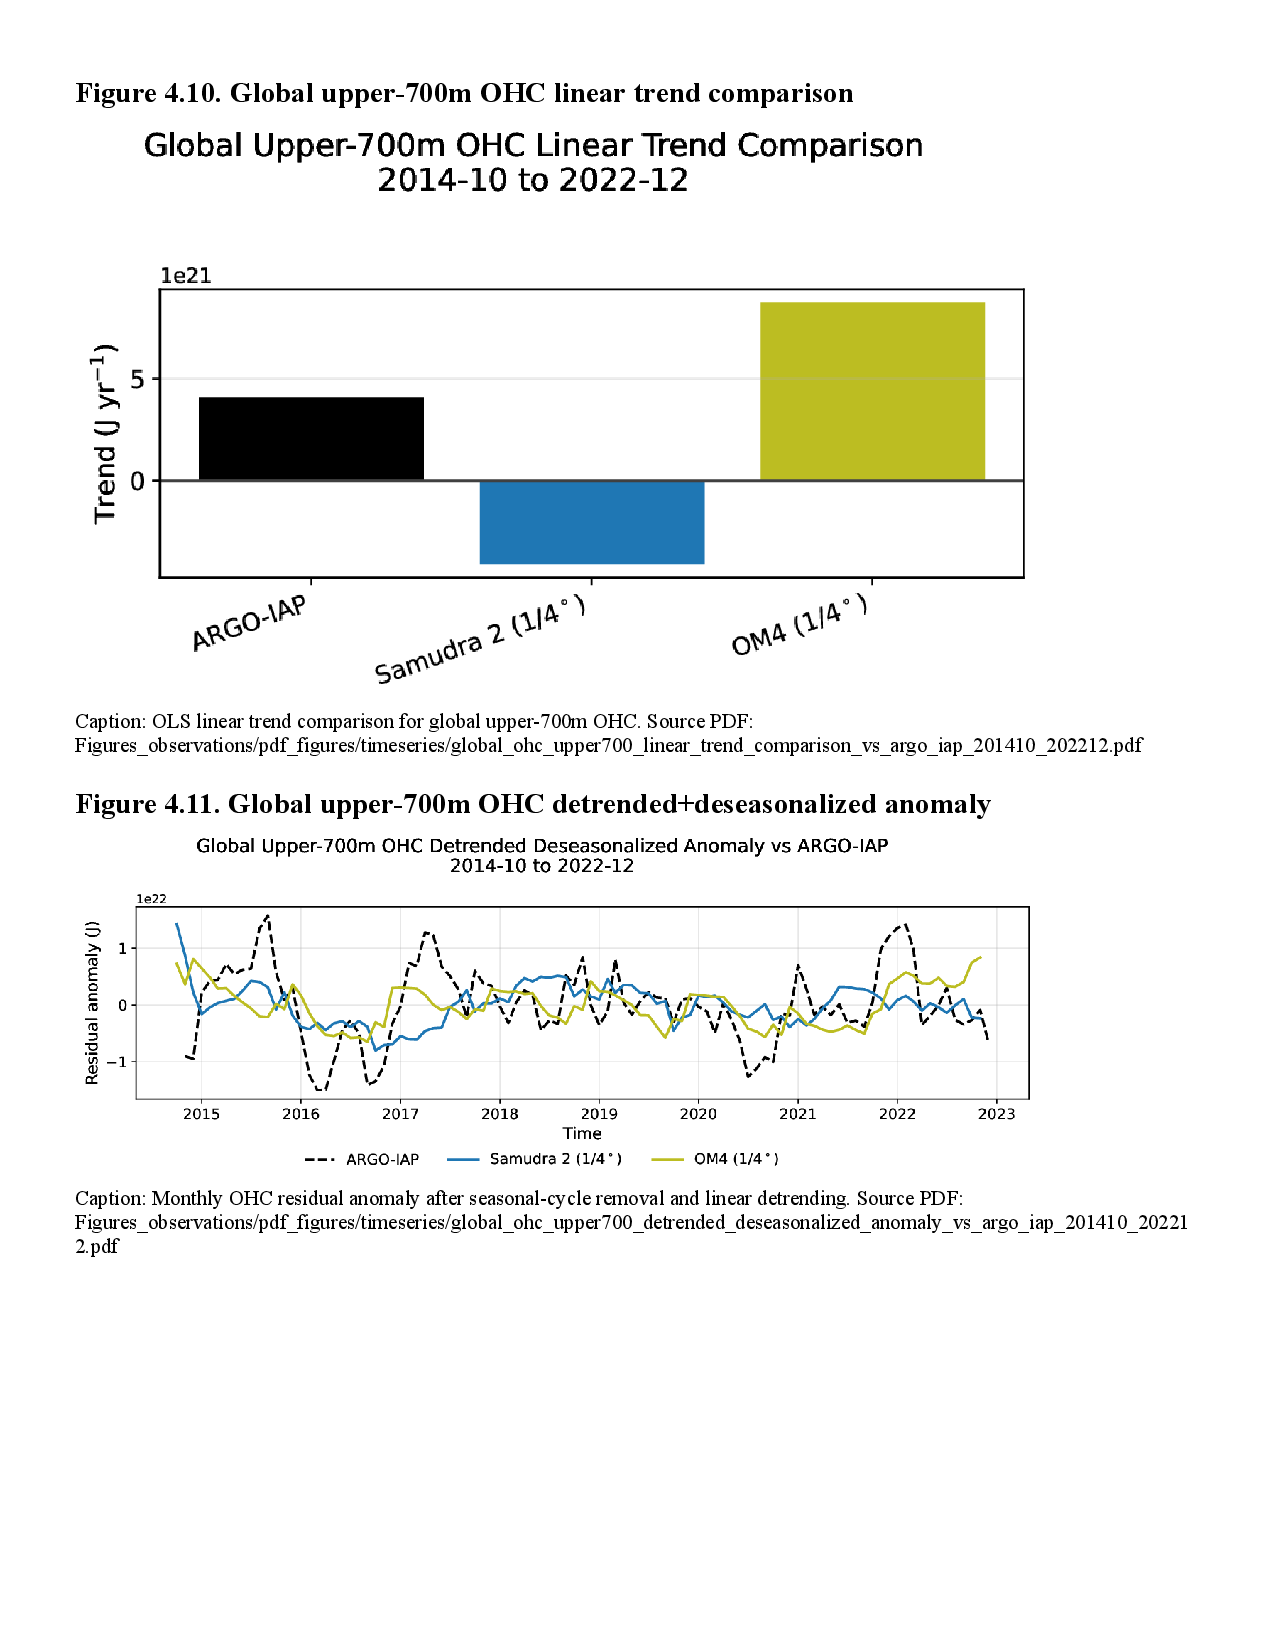 Figure 4.10. Global upper-700m OHC linear trend comparison
Global Upper-700m OHC Linear Trend Comparison
2014-10 to 2022-12
1e21
Trend (J yr⁻¹)
5
0
ARGO-IAP
Samudra 2 (1/4°)
OM4 (1/4°)
Caption: OLS linear trend comparison for global upper-700m OHC. Source PDF:
Figures_observations/pdf_figures/timeseries/global_ohc_upper700_linear_trend_comparison_vs_argo_iap_201410_202212.pdf
Figure 4.11. Global upper-700m OHC detrended+deseasonalized anomaly
Global Upper-700m OHC Detrended Deseasonalized Anomaly vs ARGO-IAP
2014-10 to 2022-12
1e22
Residual anomaly (J)
1
0
−1
2015 2016 2017 2018 2019 2020 2021 2022 2023
Time
ARGO-IAP Samudra 2 (1/4°) OM4 (1/4°)
Caption: Monthly OHC residual anomaly after seasonal-cycle removal and linear detrending. Source PDF:
Figures_observations/pdf_figures/timeseries/global_ohc_upper700_detrended_deseasonalized_anomaly_vs_argo_iap_201410_20221
2.pdf